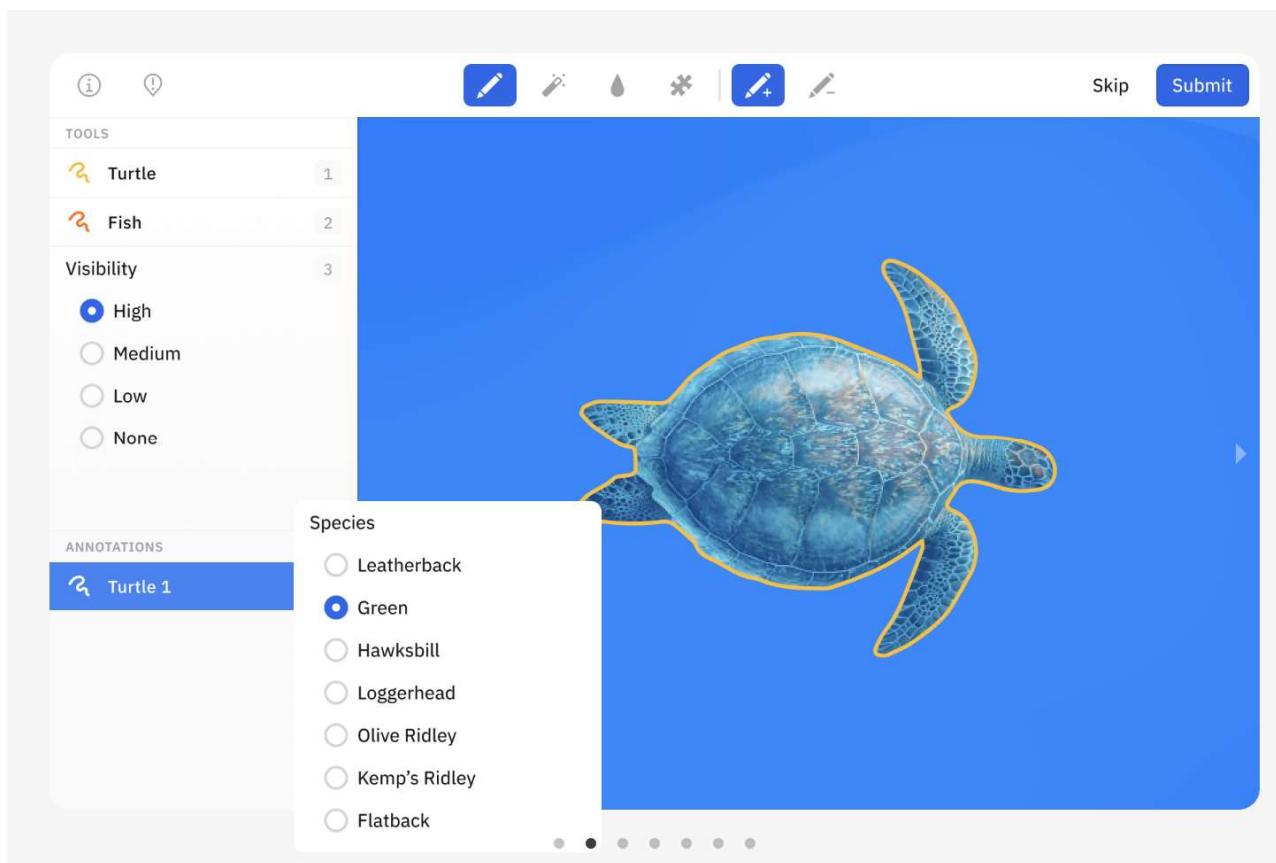 Skip
Submit
TOOLS
Turtle 1
Fish 2
Visibility 3
High
Medium
Low
None
ANNOTATIONS
Turtle 1
Species
Leatherback
Green
Hawksbill
Loggerhead
Olive Ridley
Kemp's Ridley
Flatback